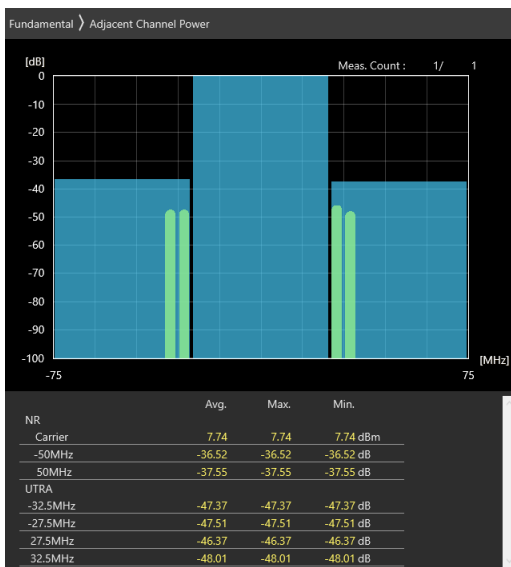 Fundamental 〉 Adjacent Channel Power
[dB]
Meas. Count : 1/ 1
0
-10
-20
-30
-40
-50
-60
-70
-80
-90
-100
[MHz]
-75 75
Avg. Max. Min.
NR
Carrier 7.74 7.74 7.74 dBm
-50MHz -36.52 -36.52 -36.52 dB
50MHz -37.55 -37.55 -37.55 dB
UTRA
-32.5MHz -47.37 -47.37 -47.37 dB
-27.5MHz -47.51 -47.51 -47.51 dB
27.5MHz -46.37 -46.37 -46.37 dB
32.5MHz -48.01 -48.01 -48.01 dB